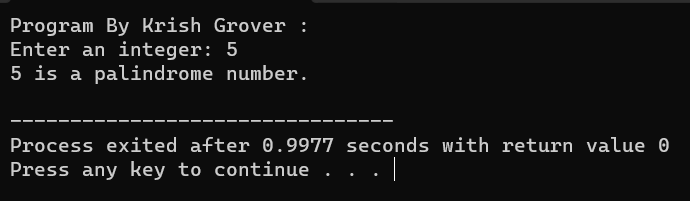 Program By Krish Grover :
Enter an integer: 5
5 is a palindrome number.
--------------------------------
Process exited after 0.9977 seconds with return value 0
Press any key to continue . . .